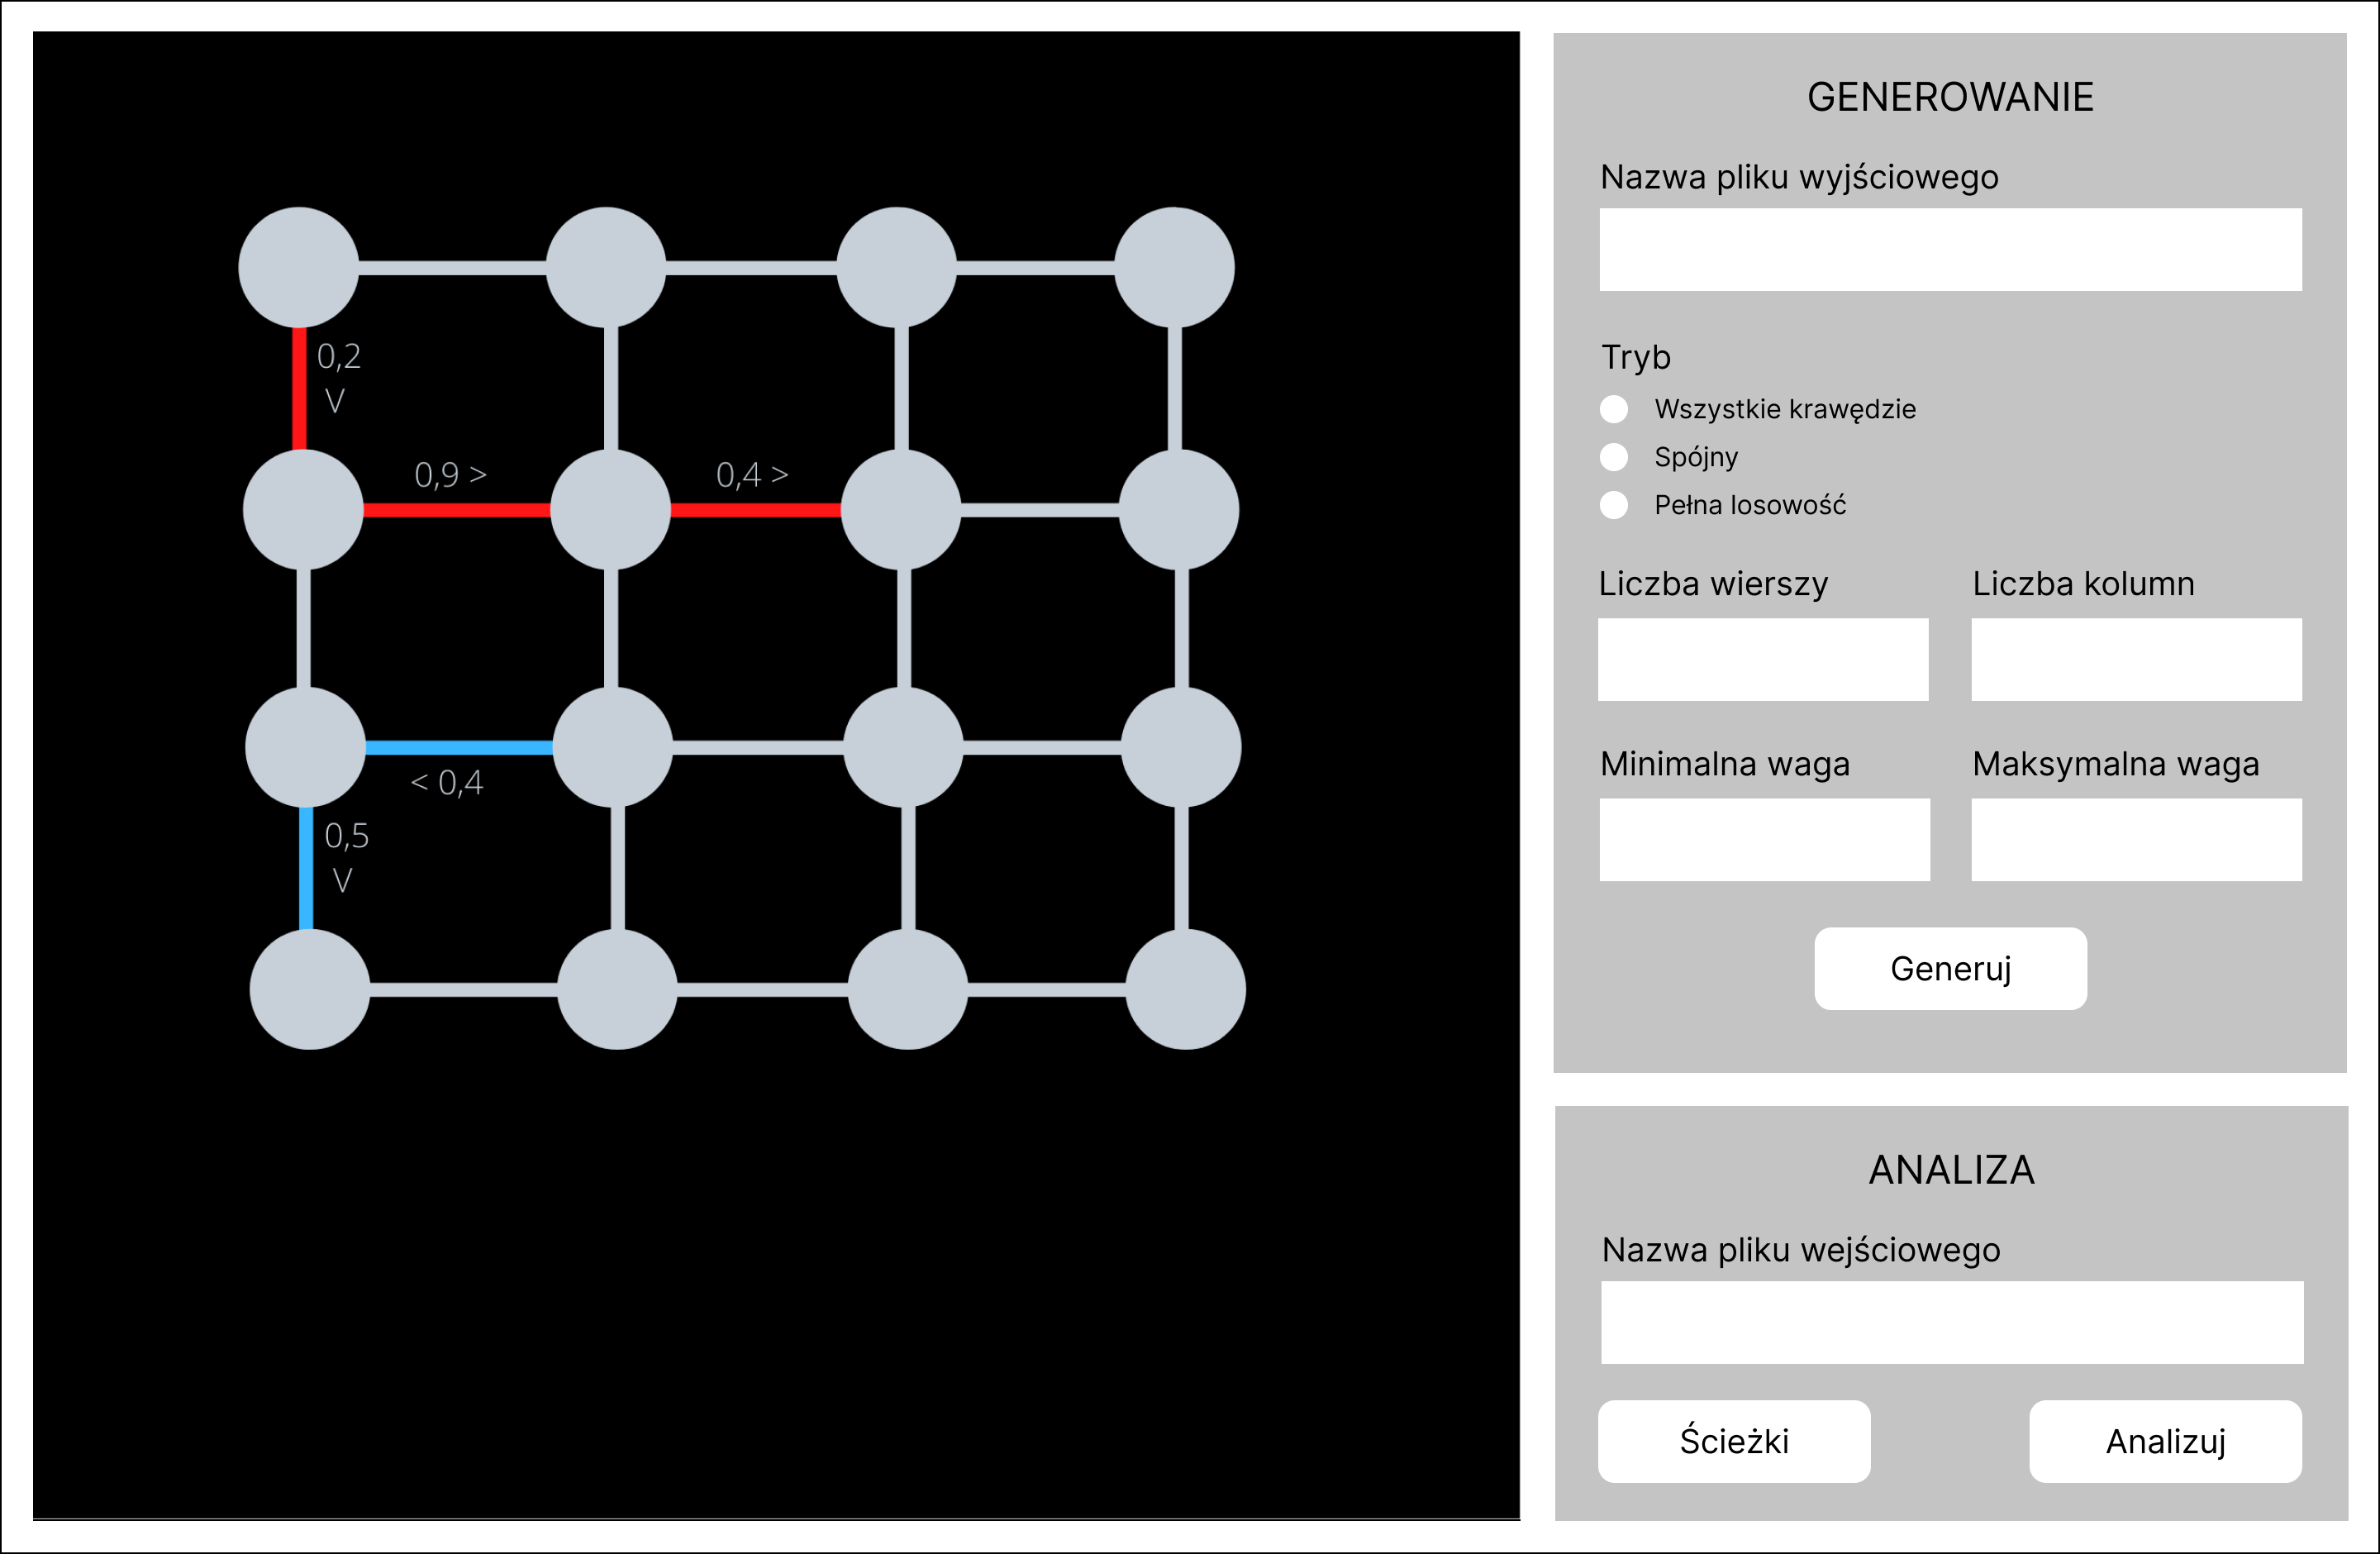 0,2
V
0,9 >
0,4 >
< 0,4
0,5
V
GENEROWANIE
Nazwa pliku wyjściowego
Tryb
Wszystkie krawędzie
Spójny
Pełna losowość
Liczba wierszy
Liczba kolumn
Minimalna waga
Maksymalna waga
Generuj
ANALIZA
Nazwa pliku wejściowego
Ścieżki
Analizuj